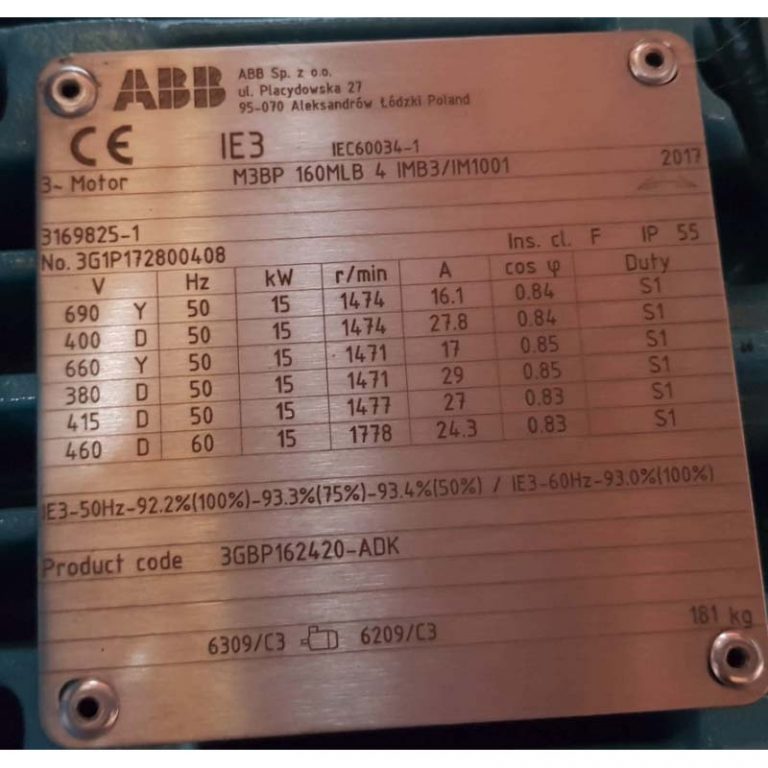 ABB
ABB Sp. z o.o.
ul. Placydowska 27
95-070 Aleksandrów Łódzki Poland
CE IE3 IEC60034-1
3~ Motor M3BP 160MLB 4 IMB3/IM1001 2017
3169825-1
No. 3G1P172800408 Ins. cl. F IP 55
V Hz kW r/min A cos φ Duty
690 Y 50 15 1474 16.1 0.84 S1
400 D 50 15 1474 27.8 0.84 S1
660 Y 50 15 1471 17 0.85 S1
380 D 50 15 1471 29 0.85 S1
415 D 50 15 1477 27 0.83 S1
460 D 60 15 1778 24.3 0.83 S1
IE3-50Hz-92.2%(100%)-93.3%(75%)-93.4%(50%) / IE3-60Hz-93.0%(100%)
Product code 3GBP162420-ADK
181 kg
6309/C3 6209/C3